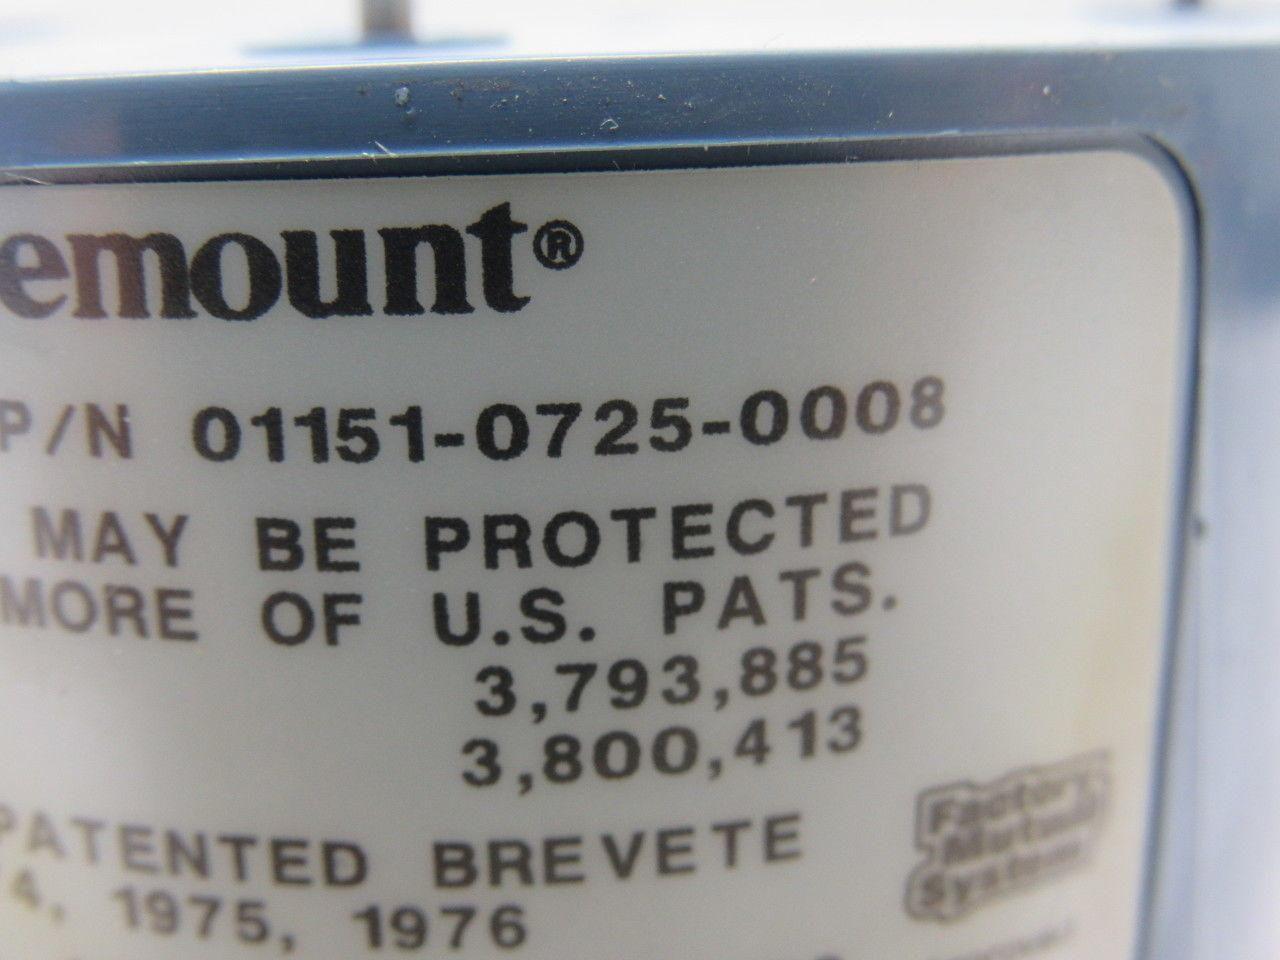 emount®
P/N 01151-0725-0008
MAY BE PROTECTED
MORE OF U.S. PATS.
3,793,885
3,800,413
PATENTED BREVETE
4, 1975, 1976
Factory
Mutual
System